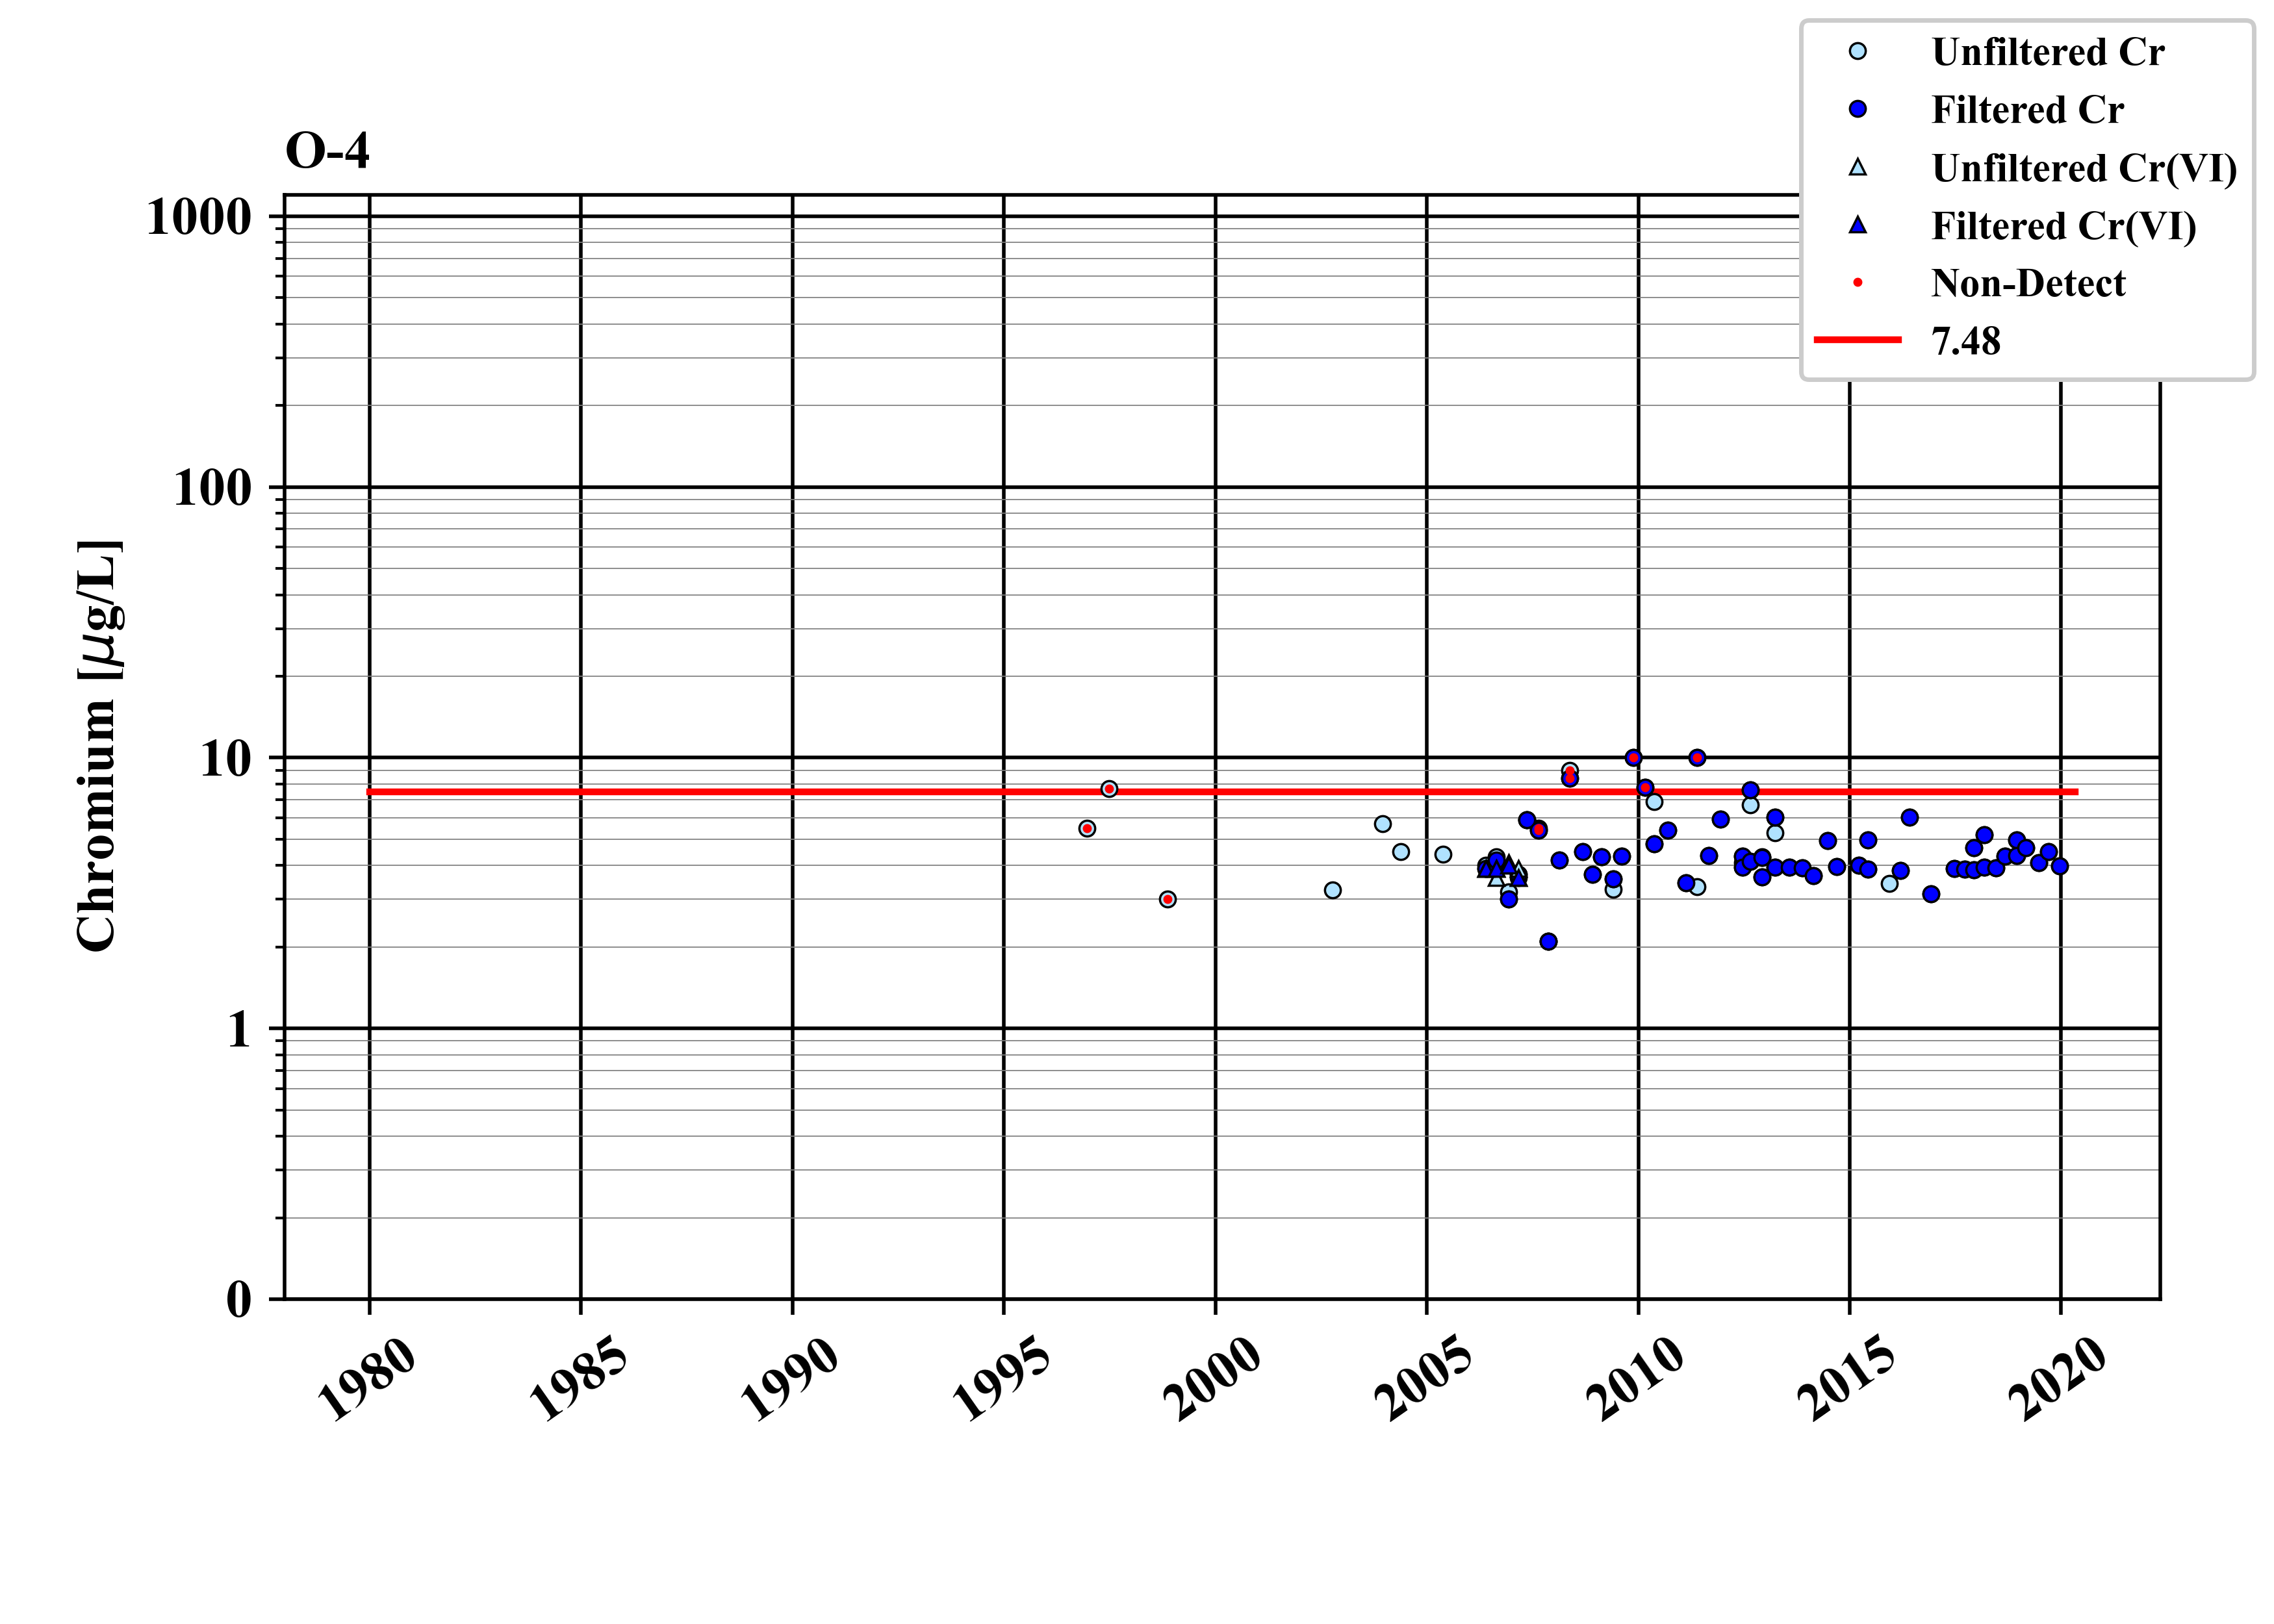 Unfiltered Cr
Filtered Cr
Unfiltered Cr(VI)
Filtered Cr(VI)
Non-Detect
7.48
O-4
1000
100
10
1
0
Chromium [μg/L]
1980
1985
1990
1995
2000
2005
2010
2015
2020